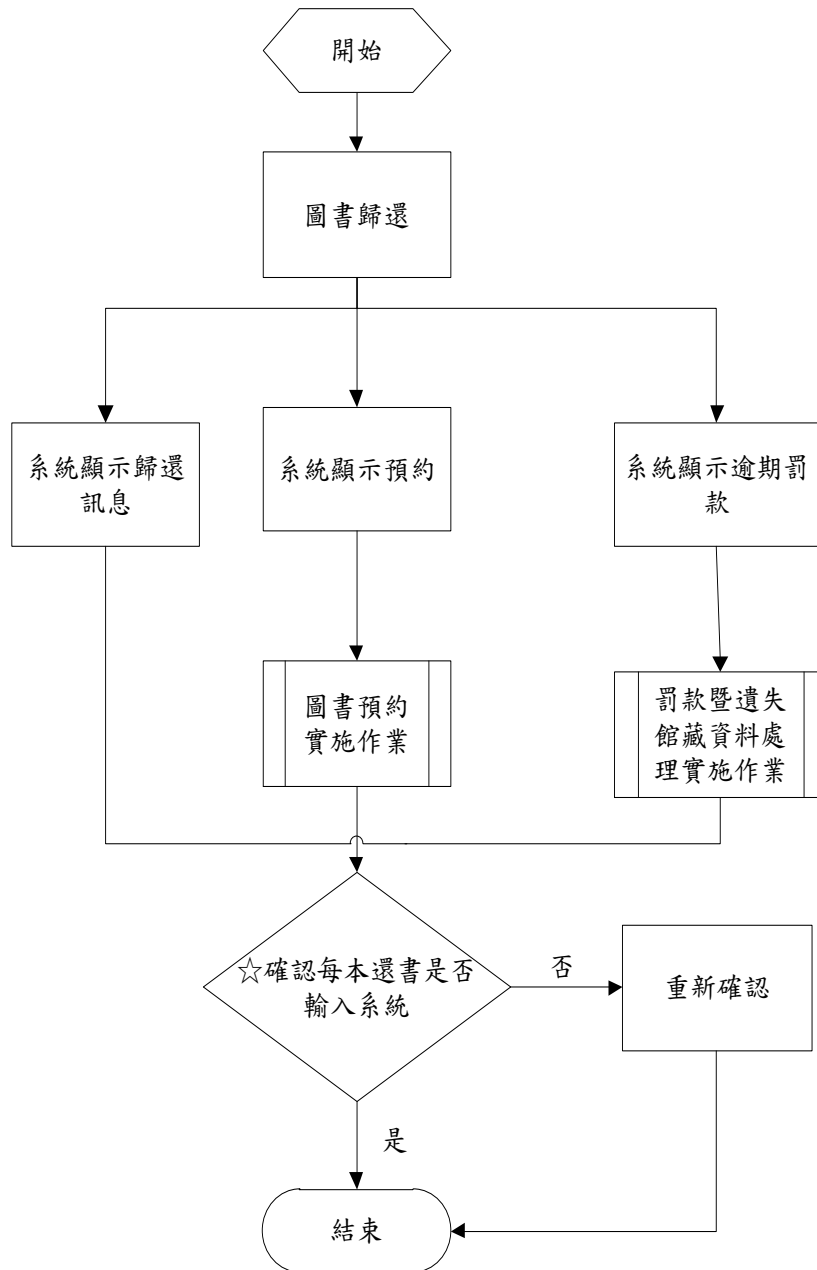 開始
圖書歸還
系統顯示歸還
訊息
系統顯示預約
系統顯示逾期罰
款
圖書預約
實施作業
罰款暨遺失
館藏資料處
理實施作業
☆確認每本還書是否
輸入系統
否
重新確認
是
結束